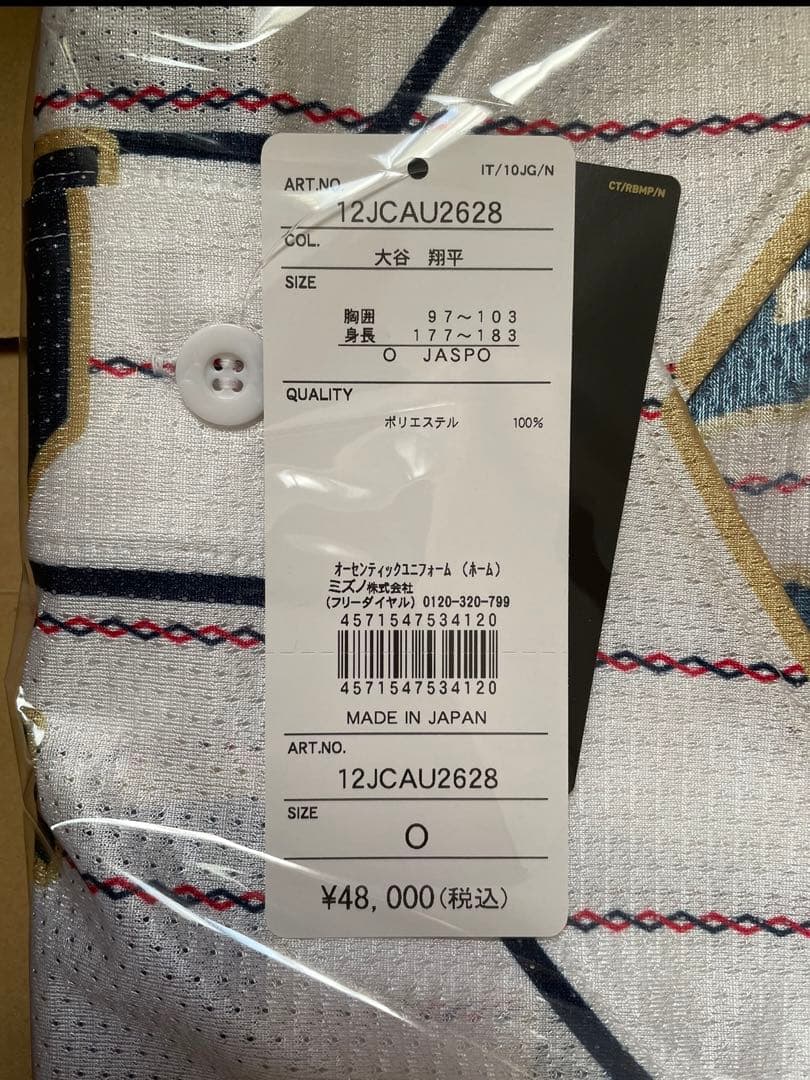 IT/10JG/N
CT/RBMP/N
ART.NO.
12JCAU2628
COL.
大谷 翔平
SIZE
胸囲 97～103
身長 177～183
O JASPO
QUALITY
ポリエステル 100%
オーセンティックユニフォーム (ホーム)
ミズノ株式会社
(フリーダイヤル) 0120-320-799
4571547534120
4571547534120
MADE IN JAPAN
ART.NO.
12JCAU2628
SIZE
O
¥48,000(税込)